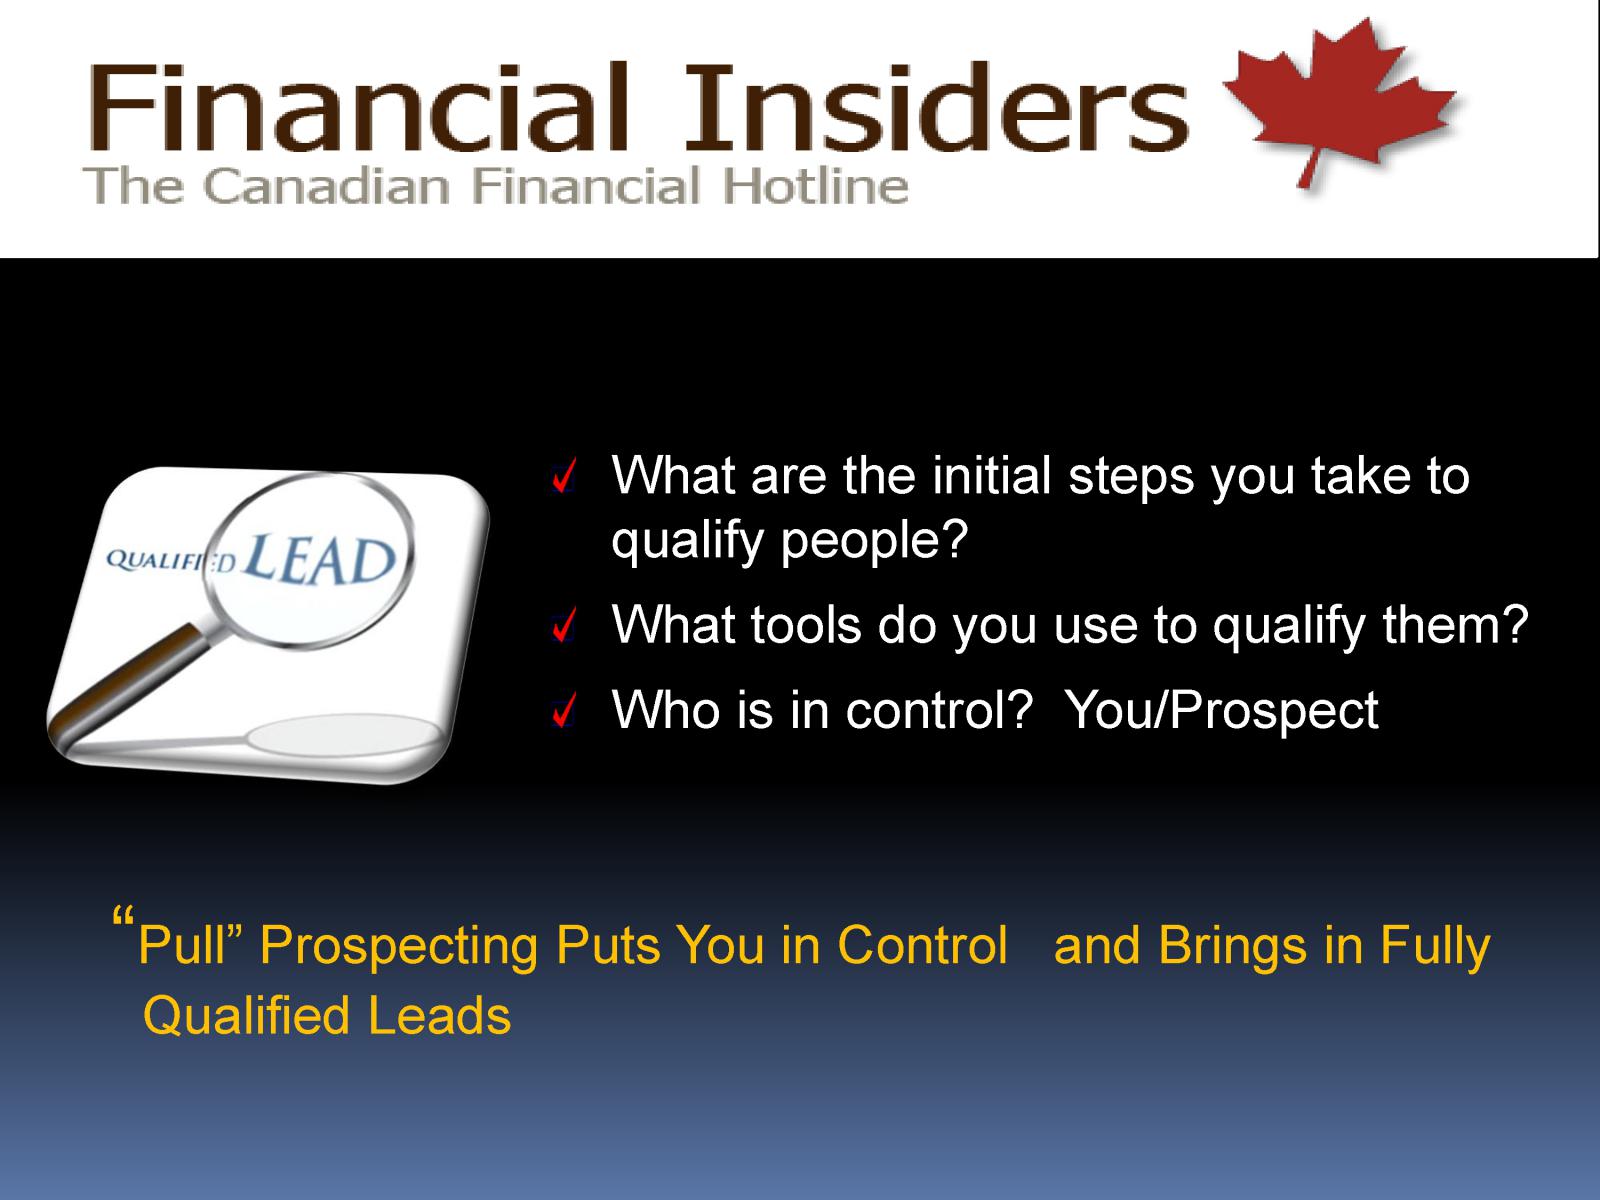 Financial Insiders
The Canadian Financial Hotline
QUALIFIED LEAD
✓ What are the initial steps you take to
qualify people?
✓ What tools do you use to qualify them?
✓ Who is in control?  You/Prospect
“Pull” Prospecting Puts You in Control   and Brings in Fully
Qualified Leads